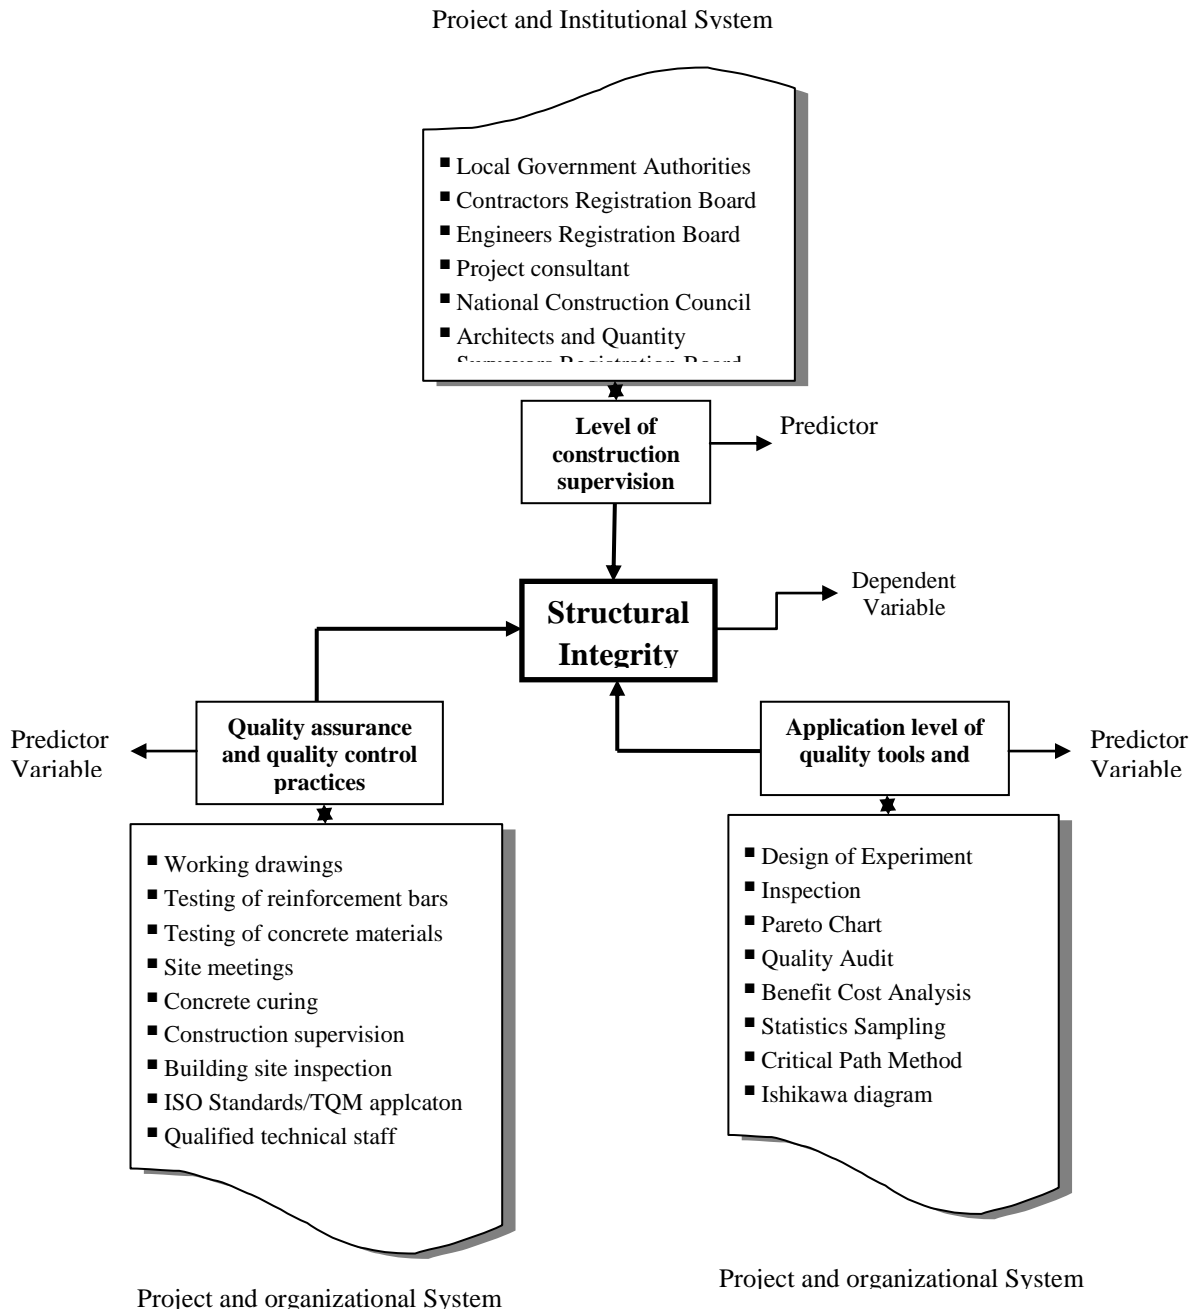 Project and Institutional System
▪ Local Government Authorities
▪ Contractors Registration Board
▪ Engineers Registration Board
▪ Project consultant
▪ National Construction Council
▪ Architects and Quantity
Surveyors Registration Board
Level of
construction
supervision
Predictor
Structural
Integrity
Dependent
Variable
Quality assurance
and quality control
practices
Predictor
Variable
Application level of
quality tools and
Predictor
Variable
▪ Working drawings
▪ Testing of reinforcement bars
▪ Testing of concrete materials
▪ Site meetings
▪ Concrete curing
▪ Construction supervision
▪ Building site inspection
▪ ISO Standards/TQM applcaton
▪ Qualified technical staff
▪ Design of Experiment
▪ Inspection
▪ Pareto Chart
▪ Quality Audit
▪ Benefit Cost Analysis
▪ Statistics Sampling
▪ Critical Path Method
▪ Ishikawa diagram
Project and organizational System
Project and organizational System